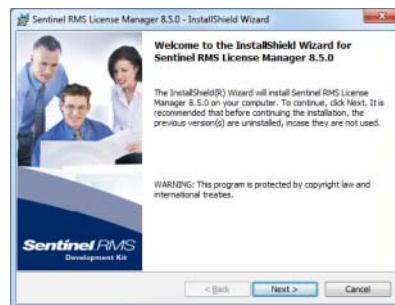 Sentinel RMS License Manager 8.5.0 - InstallShield Wizard
Welcome to the InstallShield Wizard for
Sentinel RMS License Manager 8.5.0
The InstallShield(R) Wizard will install Sentinel RMS License
Manager 8.5.0 on your computer. To continue, click Next. It is
recommended that before continuing the installation, the
previous version(s) are uninstalled, incase they are not used.
WARNING: This program is protected by copyright law and
international treaties.
Sentinel RMS
Development Kit
< Back
Next >
Cancel